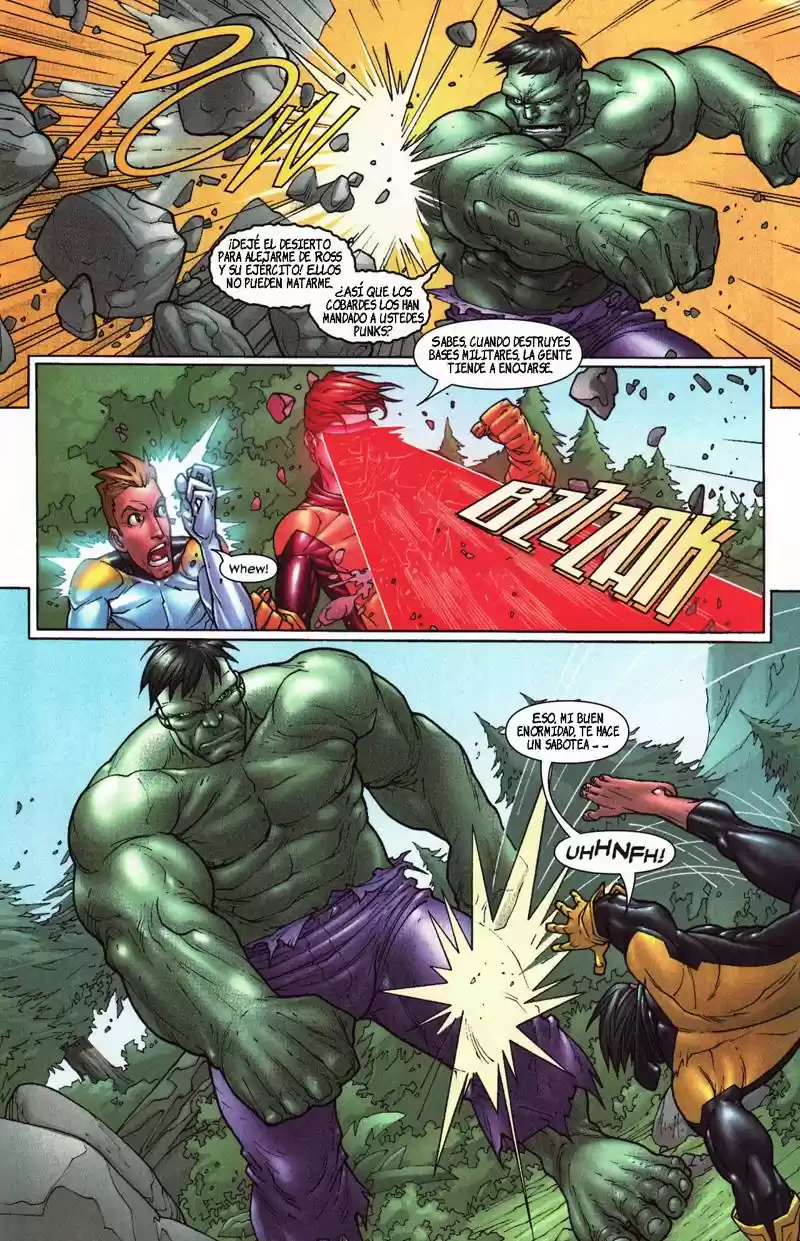 POW
¡DEJÉ EL DESIERTO
PARA ALEJARME DE ROSS
Y SU EJÉRCITO! ELLOS
NO PUEDEN MATARME.
¿ASÍ QUE LOS
COBARDES LOS HAN
MANDADO A USTEDES
PUNKS?
SABES, CUANDO DESTRUYES
BASES MILITARES, LA GENTE
TIENDE A ENOJARSE.
Whew!
BZZZAK
ESO, MI BUEN
ENORMIDAD, TE HACE
UN SABOTEA - -
UHHNFH!